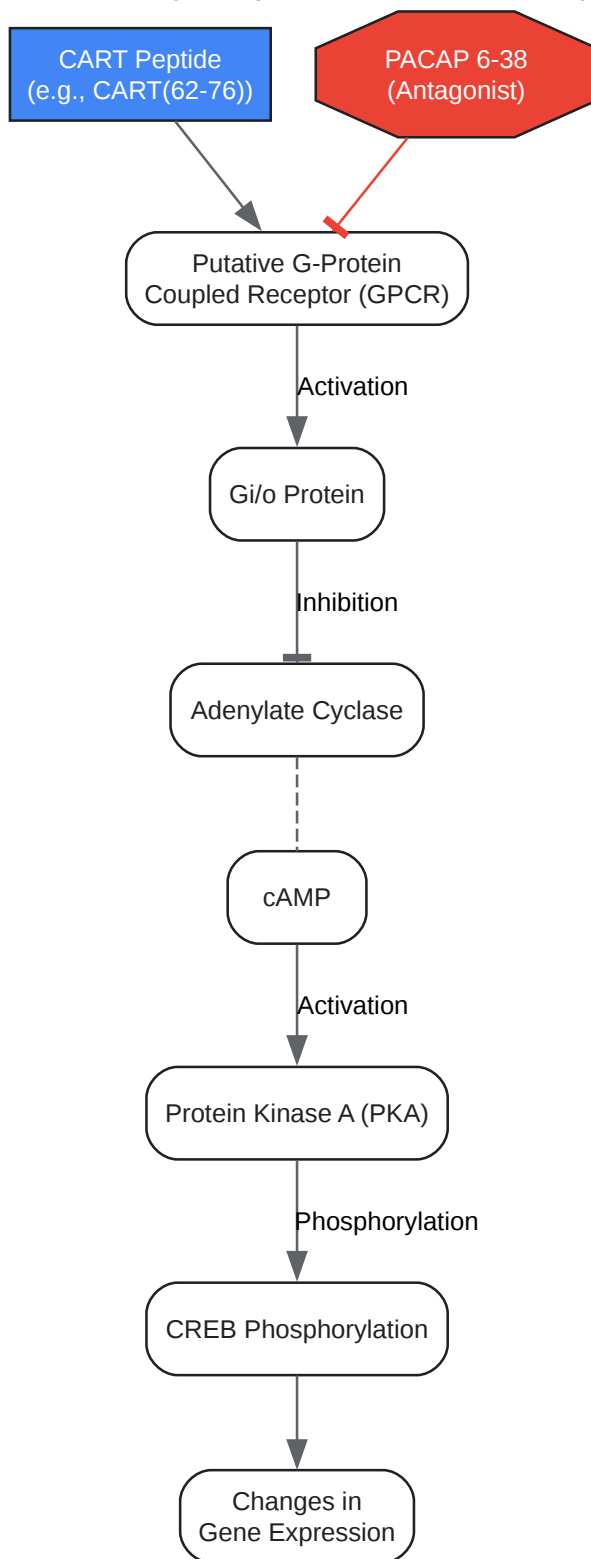 CART Peptide
(e.g., CART(62-76))
PACAP 6-38
(Antagonist)
Putative G-Protein
Coupled Receptor (GPCR)
Activation
Gi/o Protein
Inhibition
Adenylate Cyclase
cAMP
Activation
Protein Kinase A (PKA)
Phosphorylation
CREB Phosphorylation
Changes in
Gene Expression